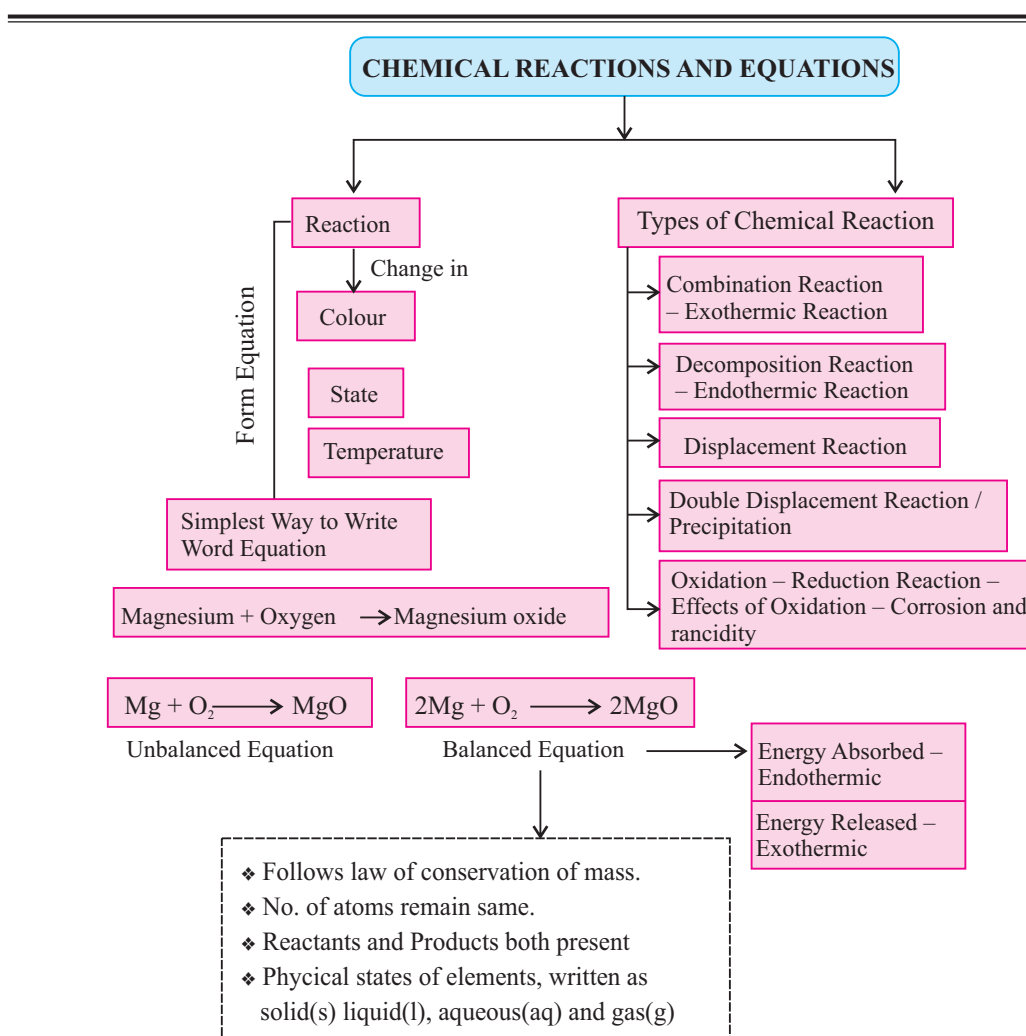 CHEMICAL REACTIONS AND EQUATIONS
Reaction
Change in
Colour
State
Temperature
Form Equation
Simplest Way to Write
Word Equation
Magnesium + Oxygen → Magnesium oxide
Types of Chemical Reaction
Combination Reaction
– Exothermic Reaction
Decomposition Reaction
– Endothermic Reaction
Displacement Reaction
Double Displacement Reaction /
Precipitation
Oxidation – Reduction Reaction –
Effects of Oxidation – Corrosion and
rancidity
Mg + O₂ → MgO
Unbalanced Equation
2Mg + O₂ → 2MgO
Balanced Equation
Energy Absorbed –
Endothermic
Energy Released –
Exothermic
❖ Follows law of conservation of mass.
❖ No. of atoms remain same.
❖ Reactants and Products both present
❖ Phycical states of elements, written as
solid(s) liquid(l), aqueous(aq) and gas(g)